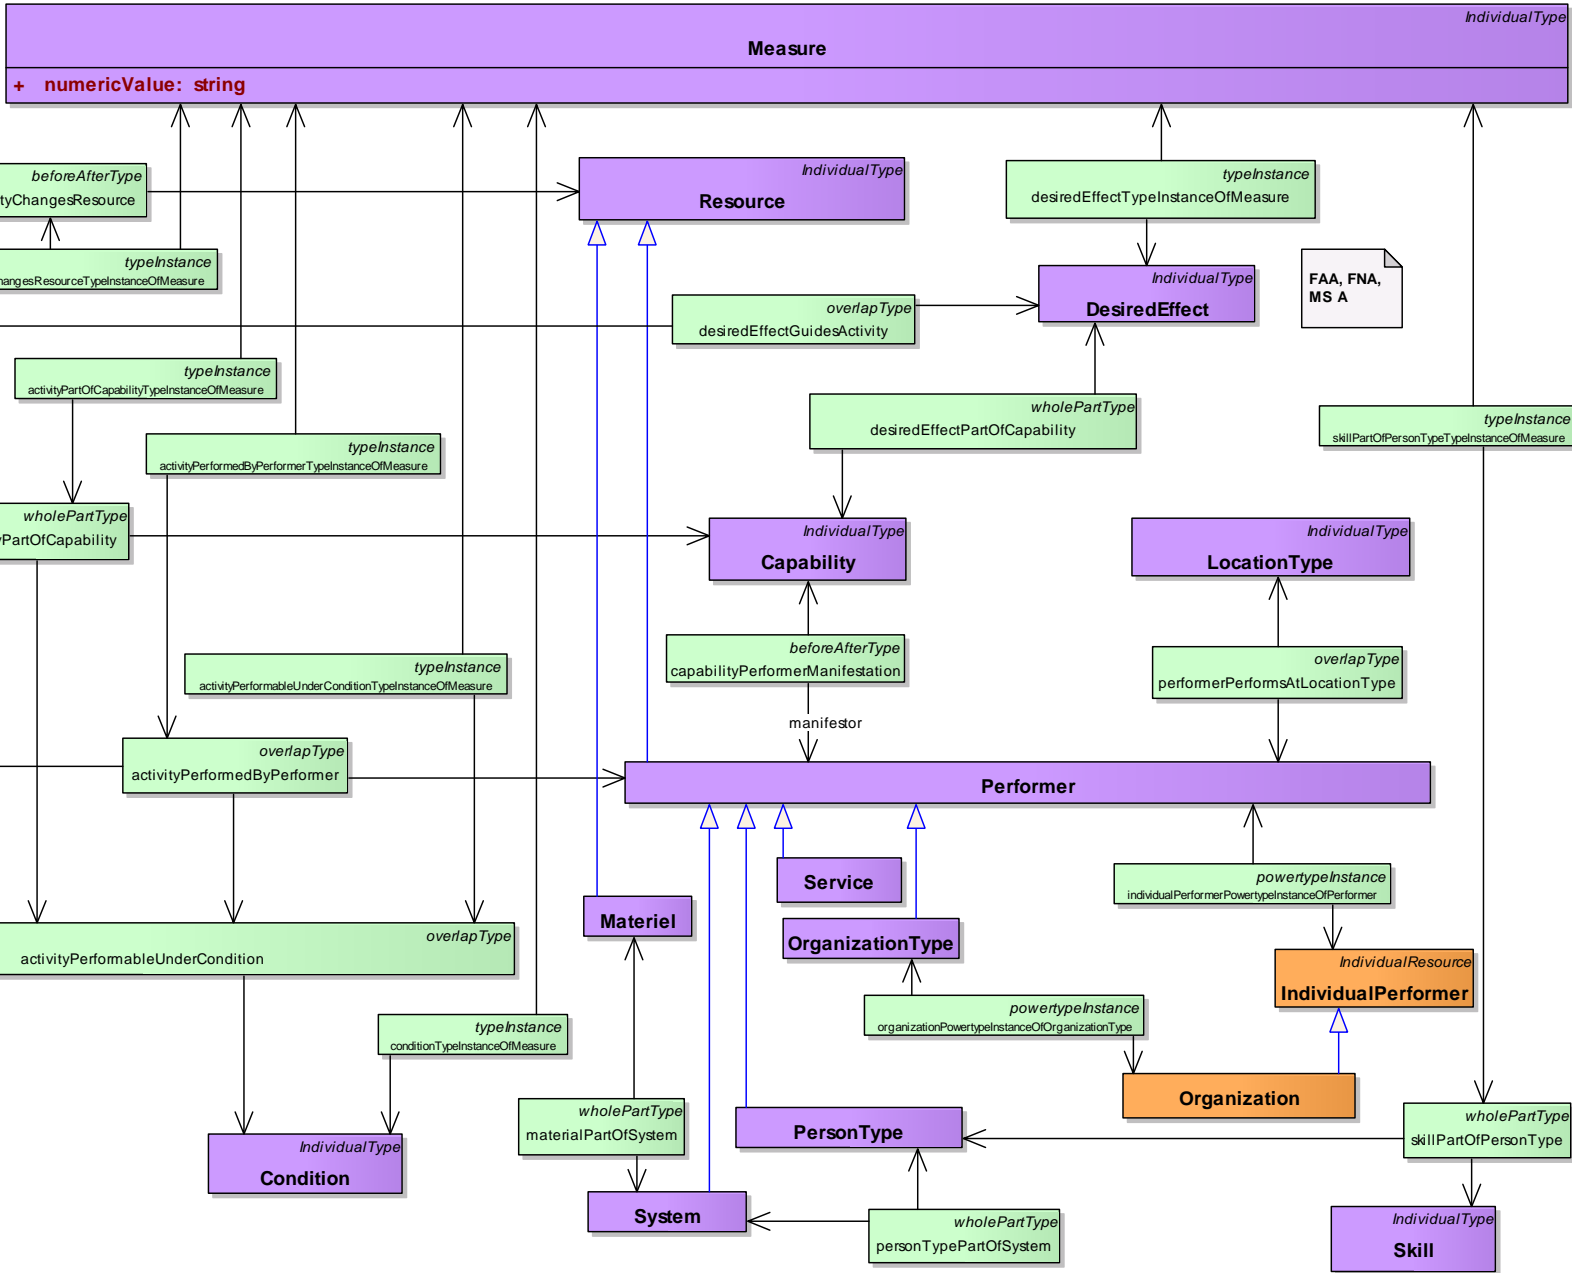 IndividualType
Measure
+ numericValue: string
beforeAfterType
tyChangesResource
IndividualType
Resource
typeInstance
desiredEffectTypeInstanceOfMeasure
typeInstance
hangesResourceTypeInstanceOfMeasure
IndividualType
DesiredEffect
FAA, FNA,
MS A
overlapType
desiredEffectGuidesActivity
typeInstance
activityPartOfCapabilityTypeInstanceOfMeasure
wholePartType
desiredEffectPartOfCapability
typeInstance
skillPartOfPersonTypeTypeInstanceOfMeasure
typeInstance
activityPerformedByPerformerTypeInstanceOfMeasure
wholePartType
yPartOfCapability
IndividualType
Capability
IndividualType
LocationType
beforeAfterType
capabilityPerformerManifestation
overlapType
performerPerformsAtLocationType
typeInstance
activityPerformableUnderConditionTypeInstanceOfMeasure
manifestor
overlapType
activityPerformedByPerformer
Performer
Service
powertypeInstance
individualPerformerPowertypeInstanceOfPerformer
Materiel
OrganizationType
overlapType
activityPerformableUnderCondition
IndividualResource
IndividualPerformer
powertypeInstance
organizationPowertypeInstanceOfOrganizationType
typeInstance
conditionTypeInstanceOfMeasure
Organization
wholePartType
materialPartOfSystem
PersonType
wholePartType
skillPartOfPersonType
IndividualType
Condition
System
wholePartType
personTypePartOfSystem
IndividualType
Skill